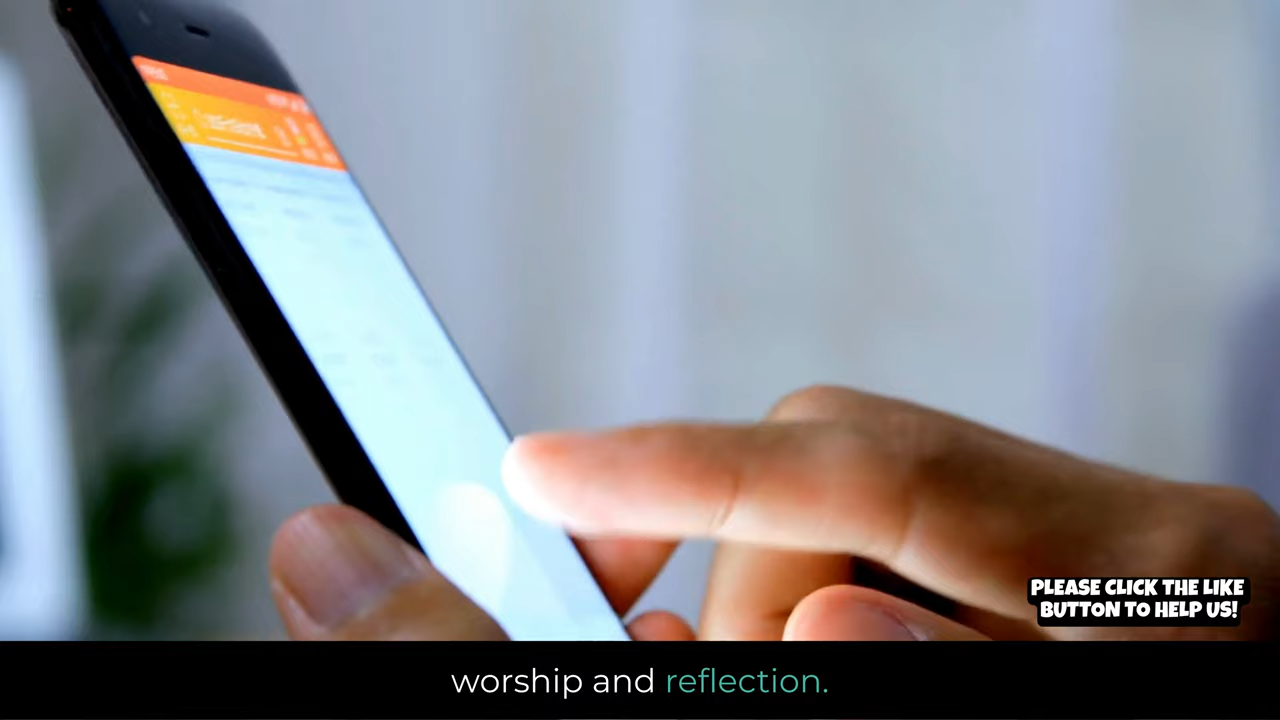 PLEASE CLICK THE LIKE
BUTTON TO HELP US!
worship and reflection.